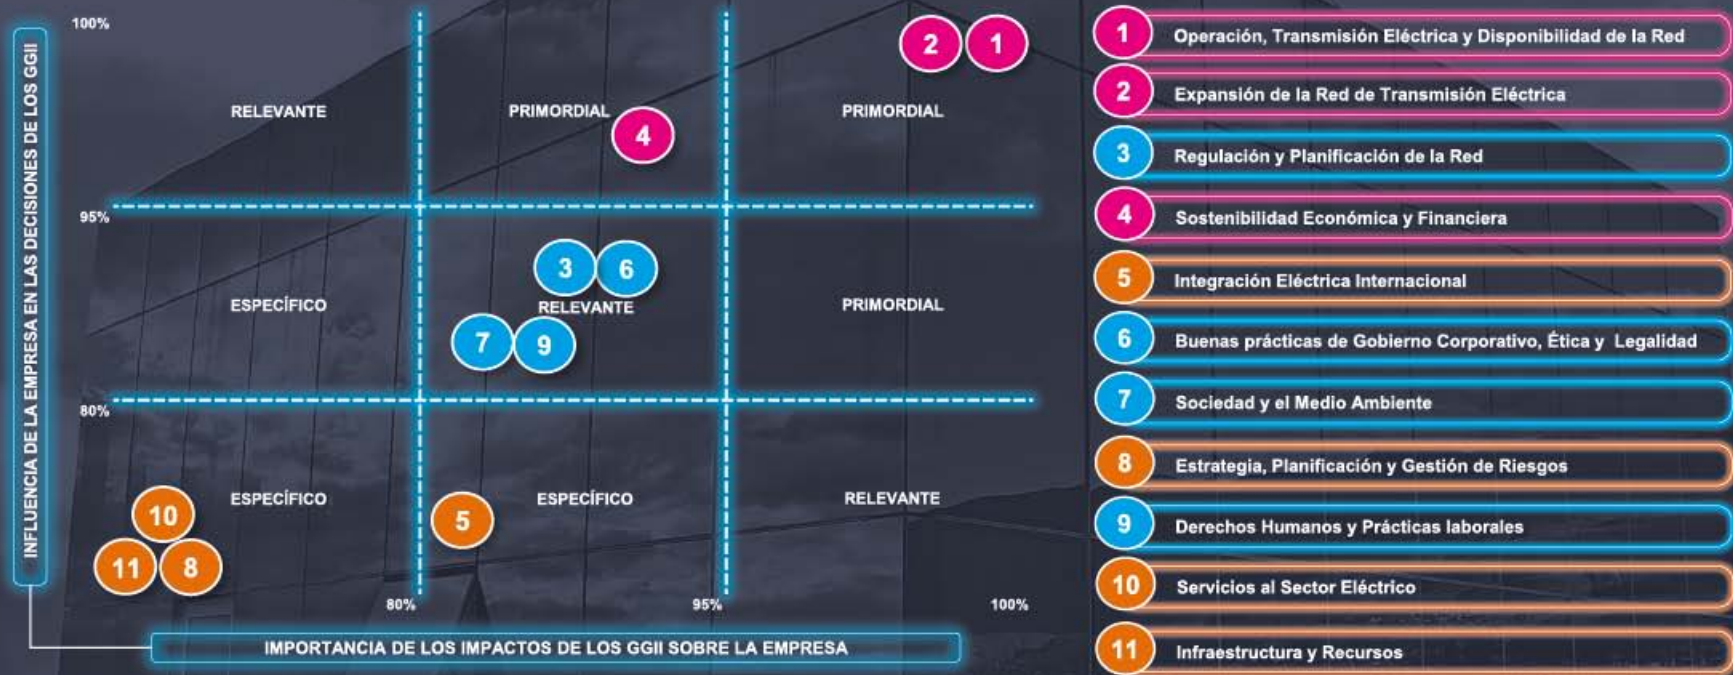 INFLUENCIA DE LA EMPRESA EN LAS DECISIONES DE LOS GGII
100%
95%
80%
RELEVANTE
PRIMORDIAL
PRIMORDIAL
2
1
4
ESPECÍFICO
3
6
RELEVANTE
7
9
PRIMORDIAL
ESPECÍFICO
10
11
8
ESPECÍFICO
5
RELEVANTE
80%
95%
100%
IMPORTANCIA DE LOS IMPACTOS DE LOS GGII SOBRE LA EMPRESA
1 Operación, Transmisión Eléctrica y Disponibilidad de la Red
2 Expansión de la Red de Transmisión Eléctrica
3 Regulación y Planificación de la Red
4 Sostenibilidad Económica y Financiera
5 Integración Eléctrica Internacional
6 Buenas prácticas de Gobierno Corporativo, Ética y Legalidad
7 Sociedad y el Medio Ambiente
8 Estrategia, Planificación y Gestión de Riesgos
9 Derechos Humanos y Prácticas laborales
10 Servicios al Sector Eléctrico
11 Infraestructura y Recursos